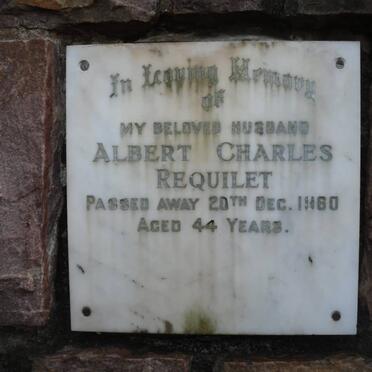 In Loving Memory
of
MY BELOVED HUSBAND
ALBERT CHARLES
REQUILET
PASSED AWAY 20TH DEC. 1960
AGED 44 YEARS.